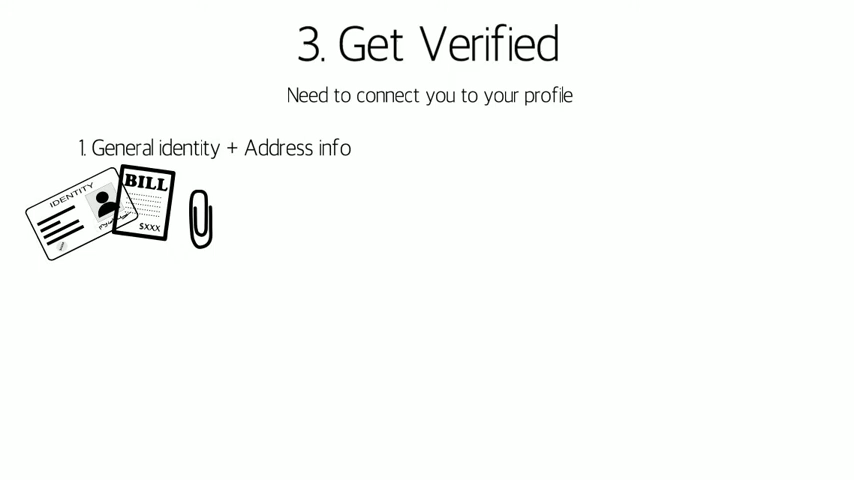 3. Get Verified
Need to connect you to your profile
1. General identity + Address info
IDENTITY
BILL
$XXX